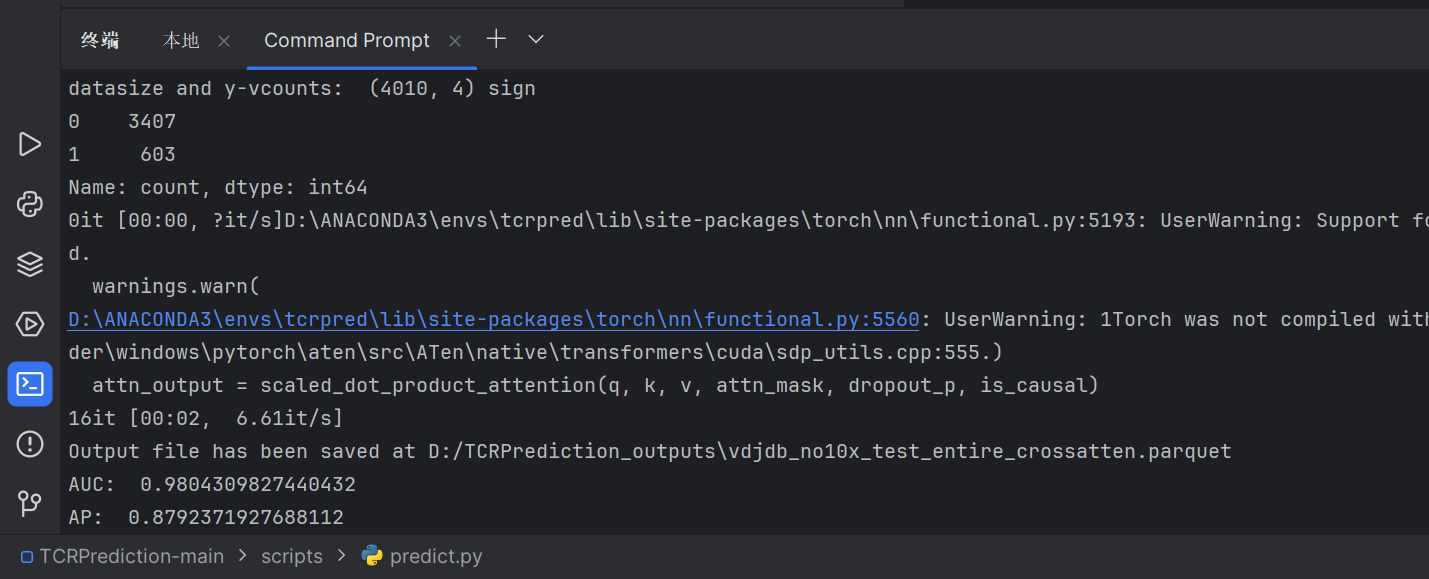 终端 本地 Command Prompt
datasize and y-vcounts:  (4010, 4) sign
0    3407
1     603
Name: count, dtype: int64
0it [00:00, ?it/s]D:\ANACONDA3\envs\tcrpred\lib\site-packages\torch\nn\functional.py:5193: UserWarning: Support
d.
  warnings.warn(
D:\ANACONDA3\envs\tcrpred\lib\site-packages\torch\nn\functional.py:5560: UserWarning: 1Torch was not compiled
der\windows\pytorch\aten\src\ATen\native\transformers\cuda\sdp_utils.cpp:555.)
  attn_output = scaled_dot_product_attention(q, k, v, attn_mask, dropout_p, is_causal)
16it [00:02,  6.61it/s]
Output file has been saved at D:/TCRPrediction_outputs\vdjdb_no10x_test_entire_crossatten.parquet
AUC:  0.9804309827440432
AP:  0.8792371927688112
TCRPrediction-main > scripts > predict.py